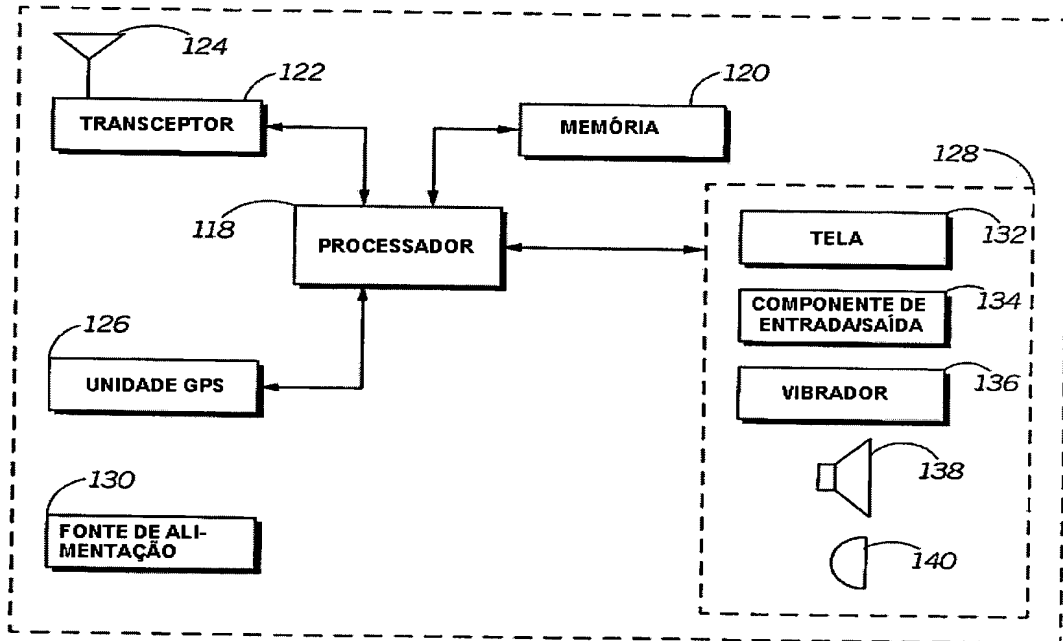 124
122
TRANSCEPTOR
120
MEMÓRIA
128
118
PROCESSADOR
TELA
132
COMPONENTE DE
ENTRADA/SAÍDA
134
126
UNIDADE GPS
VIBRADOR
136
138
130
FONTE DE ALI-
MENTAÇÃO
140